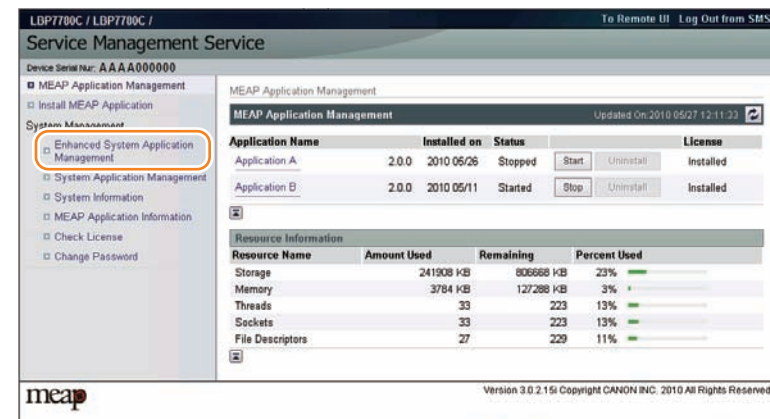 LBP7700C / LBP7700C /
To Remote UI Log Out from SMS
Service Management Service
Device Serial Nur: AAAA000000
MEAP Application Management
Install MEAP Application
System Management
Enhanced System Application
Management
System Application Management
System Information
MEAP Application Information
Check License
Change Password
MEAP Application Management
MEAP Application Management Updated On:2010 05/27 12:11:33
Application Name Installed on Status License
Application A 2.0.0 2010 05/26 Stopped Start Uninstall Installed
Application B 2.0.0 2010 05/11 Started Stop Uninstall Installed
Resource Information
Resource Name Amount Used Remaining Percent Used
Storage 241908 KB 806668 KB 23%
Memory 3784 KB 127288 KB 3%
Threads 33 223 13%
Sockets 33 223 13%
File Descriptors 27 229 11%
meap
Version 3.0.2.15i Copyright CANON INC. 2010 All Rights Reserved